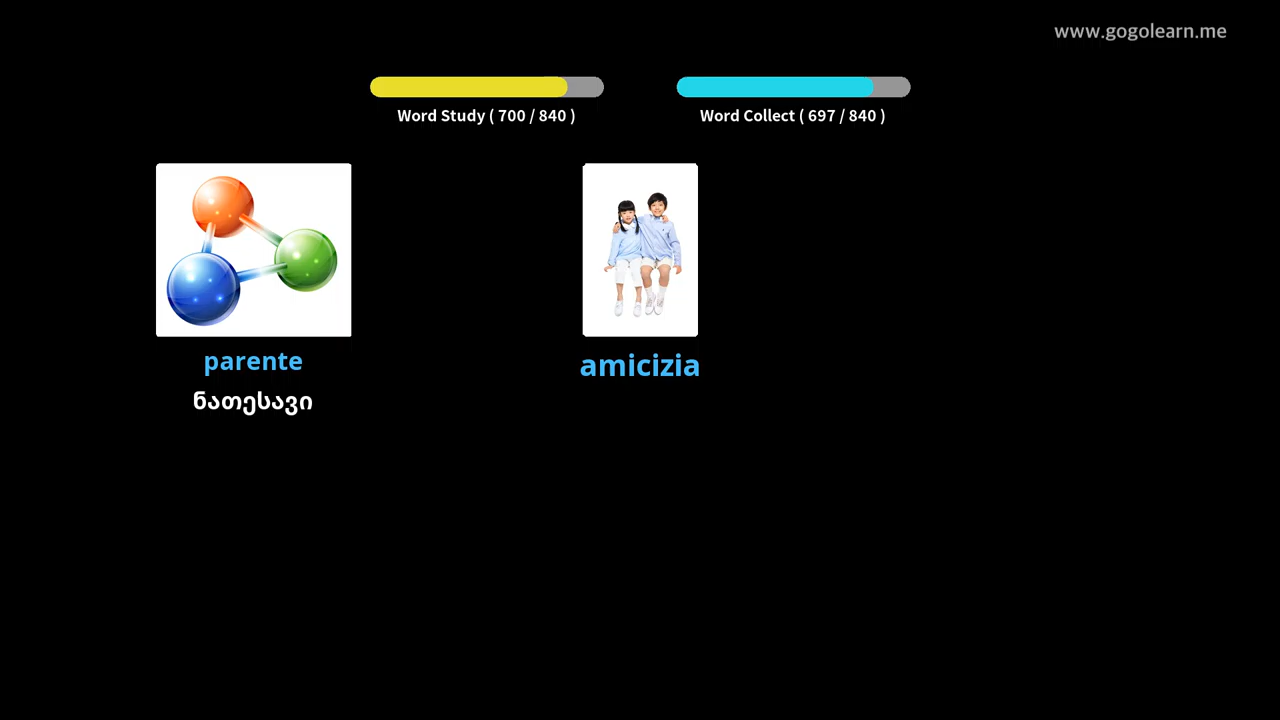 www.gogolearn.me
Word Study ( 700 / 840 )
Word Collect ( 697 / 840 )
parente
ნათესავი
amicizia